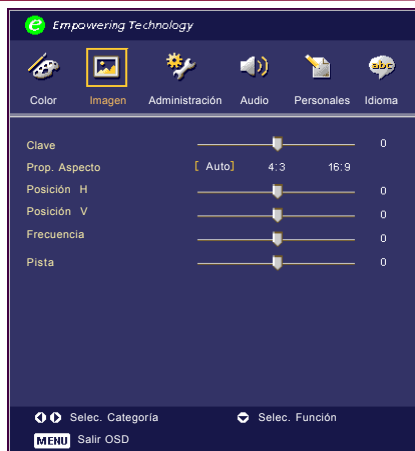 e Empowering Technology
abc
Color Imagen Administración Audio Personales Idioma
Clave 0
Prop. Aspecto [ Auto] 4:3 16:9
Posición H 0
Posición V 0
Frecuencia 0
Pista 0
Selec. Categoría Selec. Función
MENU Salir OSD